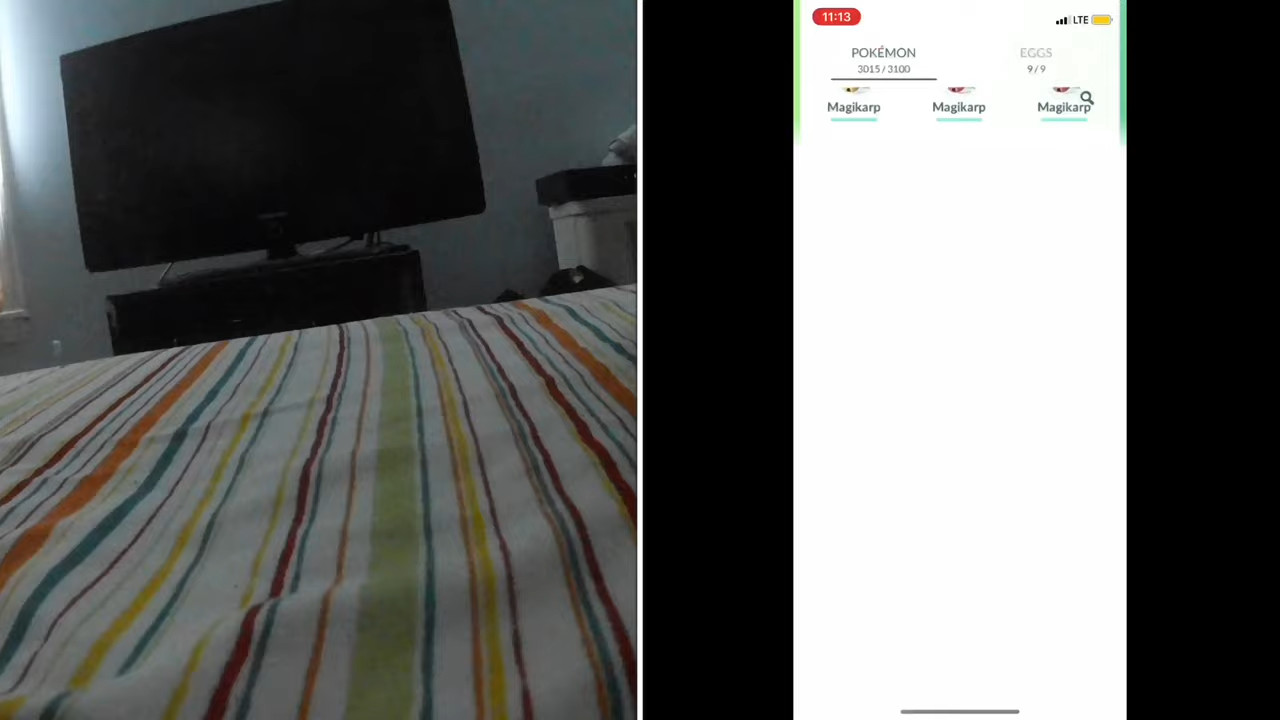 11:13
LTE
POKÉMON
EGGS
3015 / 3100
9 / 9
Magikarp
Magikarp
Magikarp